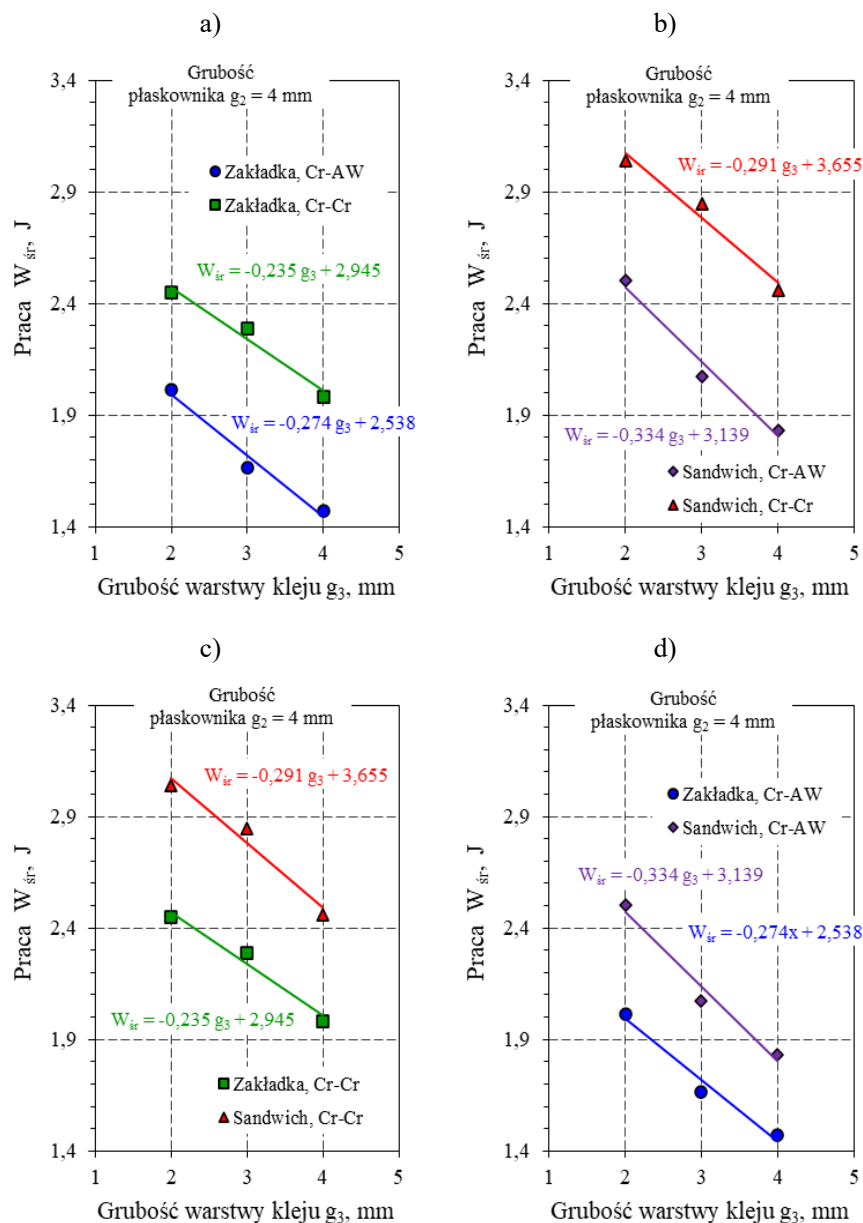 a)
Grubość
płaskownika g₂ = 4 mm
3,4
2,9
2,4
1,9
1,4
Praca W śr, J
Zakładka, Cr-AW
Zakładka, Cr-Cr
Wśr = -0,235 g₃ + 2,945
Wśr = -0,274 g₃ + 2,538
1 2 3 4 5
Grubość warstwy kleju g₃, mm
b)
Grubość
płaskownika g₂ = 4 mm
3,4
2,9
2,4
1,9
1,4
Praca W śr, J
Wśr = -0,291 g₃ + 3,655
Wśr = -0,334 g₃ + 3,139
Sandwich, Cr-AW
Sandwich, Cr-Cr
1 2 3 4 5
Grubość warstwy kleju g₃, mm
c)
Grubość
płaskownika g₂ = 4 mm
3,4
2,9
2,4
1,9
1,4
Praca W śr, J
Wśr = -0,291 g₃ + 3,655
Wśr = -0,235 g₃ + 2,945
Zakładka, Cr-Cr
Sandwich, Cr-Cr
1 2 3 4 5
Grubość warstwy kleju g₃, mm
d)
Grubość
płaskownika g₂ = 4 mm
3,4
2,9
2,4
1,9
1,4
Praca W śr, J
Zakładka, Cr-AW
Sandwich, Cr-AW
Wśr = -0,334 g₃ + 3,139
Wśr = -0,274x + 2,538
1 2 3 4 5
Grubość warstwy kleju g₃, mm